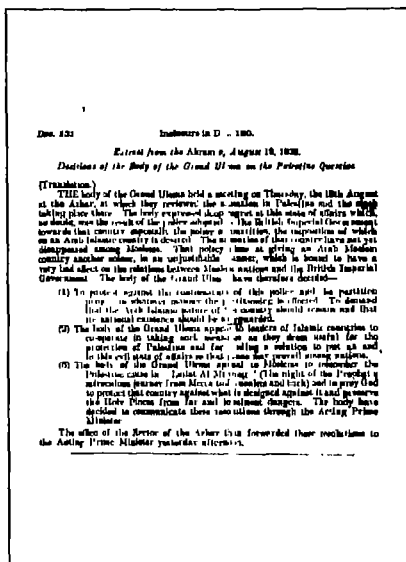 Doc. 131 Inclosure in D
Extract from the Ahram August 19, 1938.
Decisions of the Body of the Grand Ulema on the Palestine Question
(Translation.)
THE body of the Grand Ulema held a meeting on Thursday, the 18th August
at the Azhar, at which they reviewed the situation in Palestine and the
taking place there. The body expressed deep regret at this state of affairs which,
no doubt, was the result of the policy adopted The British Imperial Government
towards that country especially the policy partition, the imposition of which
on an Arab Islamic country is desired. The of that country have not yet
disappeared among Moslems. That policy at giving an Arab Moslem
country another colour, in an unjustifiable manner, which is bound to have a
very bad effect on the relations between Moslem nations and the British Imperial
Government The body of the Grand Ulema have therefore decided—
(1) To protest against the continuation of this policy and the partition
in whatever manner the is effected. To demand
that the Arab Islamic nature of country should remain and that
its national existence should be
(2) The body of the Grand Ulema to leaders of Islamic countries to
co-operate in taking such measures as they deem useful for the
protection of Palestine and for finding a solution to put an end
to this evil state of affairs so that peace may prevail among nations.
(3) The body of the Grand Ulema appeal to Moslems to remember the
Palestine cause in Lailat Al (The night of the Prophet's
miraculous journey from Mecca to and back) and to pray God
to protect that country against what is designed against it and preserve
the Holy Places from far and imminent dangers. The body have
decided to communicate these resolutions through the Acting Prime
Minister
The office of the Rector of the Azhar forwarded these resolutions to
the Acting Prime Minister yesterday afternoon.